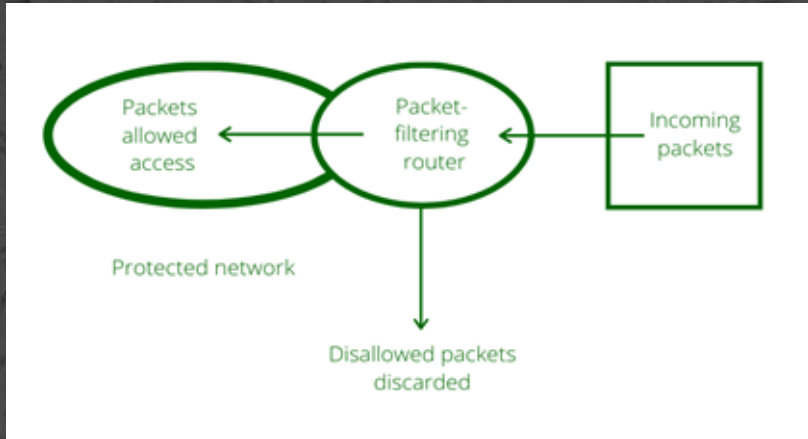 Packets
allowed
access
Packet-
filtering
router
Incoming
packets
Protected network
Disallowed packets
discarded